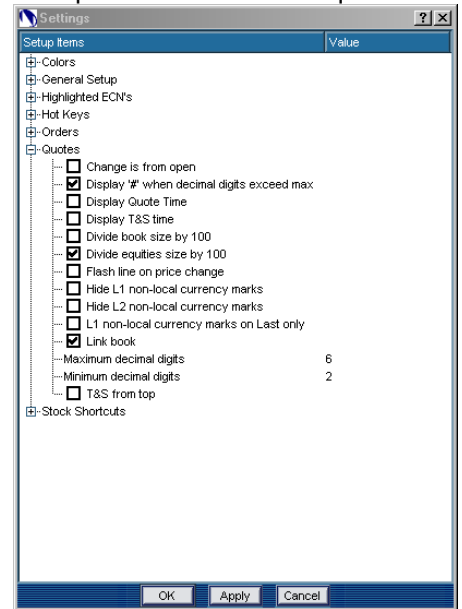 Settings
Setup Items Value
Colors
General Setup
Highlighted ECN's
Hot Keys
Orders
Quotes
Change is from open
Display '#' when decimal digits exceed max
Display Quote Time
Display T&S time
Divide book size by 100
Divide equities size by 100
Flash line on price change
Hide L1 non-local currency marks
Hide L2 non-local currency marks
L1 non-local currency marks on Last only
Link book
Maximum decimal digits 6
Minimum decimal digits 2
T&S from top
Stock Shortcuts
OK Apply Cancel